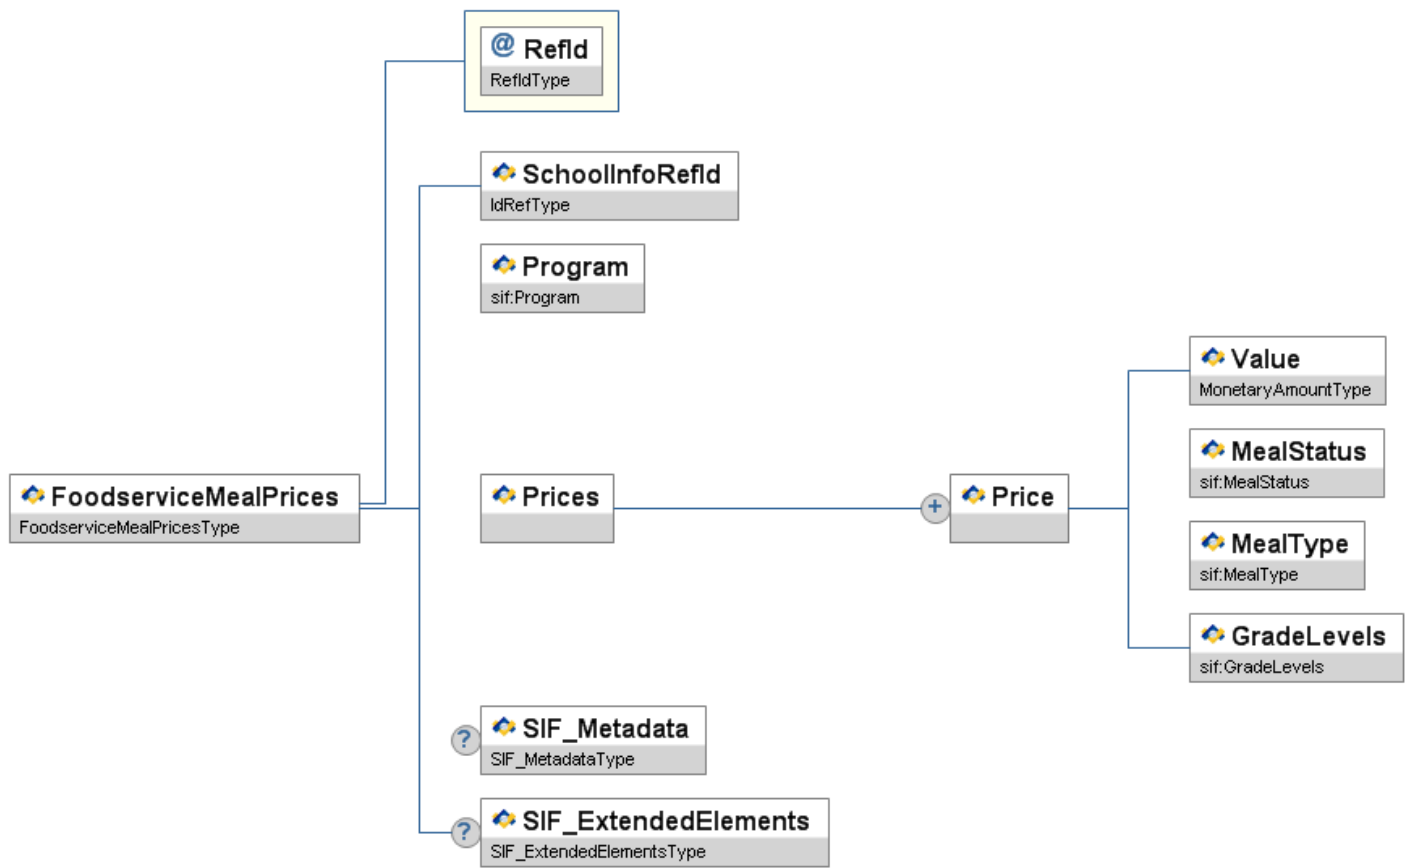 @ RefId
RefIdType
SchoolInfoRefId
IdRefType
Program
sif:Program
Value
MonetaryAmountType
MealStatus
sif:MealStatus
FoodserviceMealPrices
FoodserviceMealPricesType
Prices
+
Price
MealType
sif:MealType
GradeLevels
sif:GradeLevels
?
SIF_Metadata
SIF_MetadataType
?
SIF_ExtendedElements
SIF_ExtendedElementsType